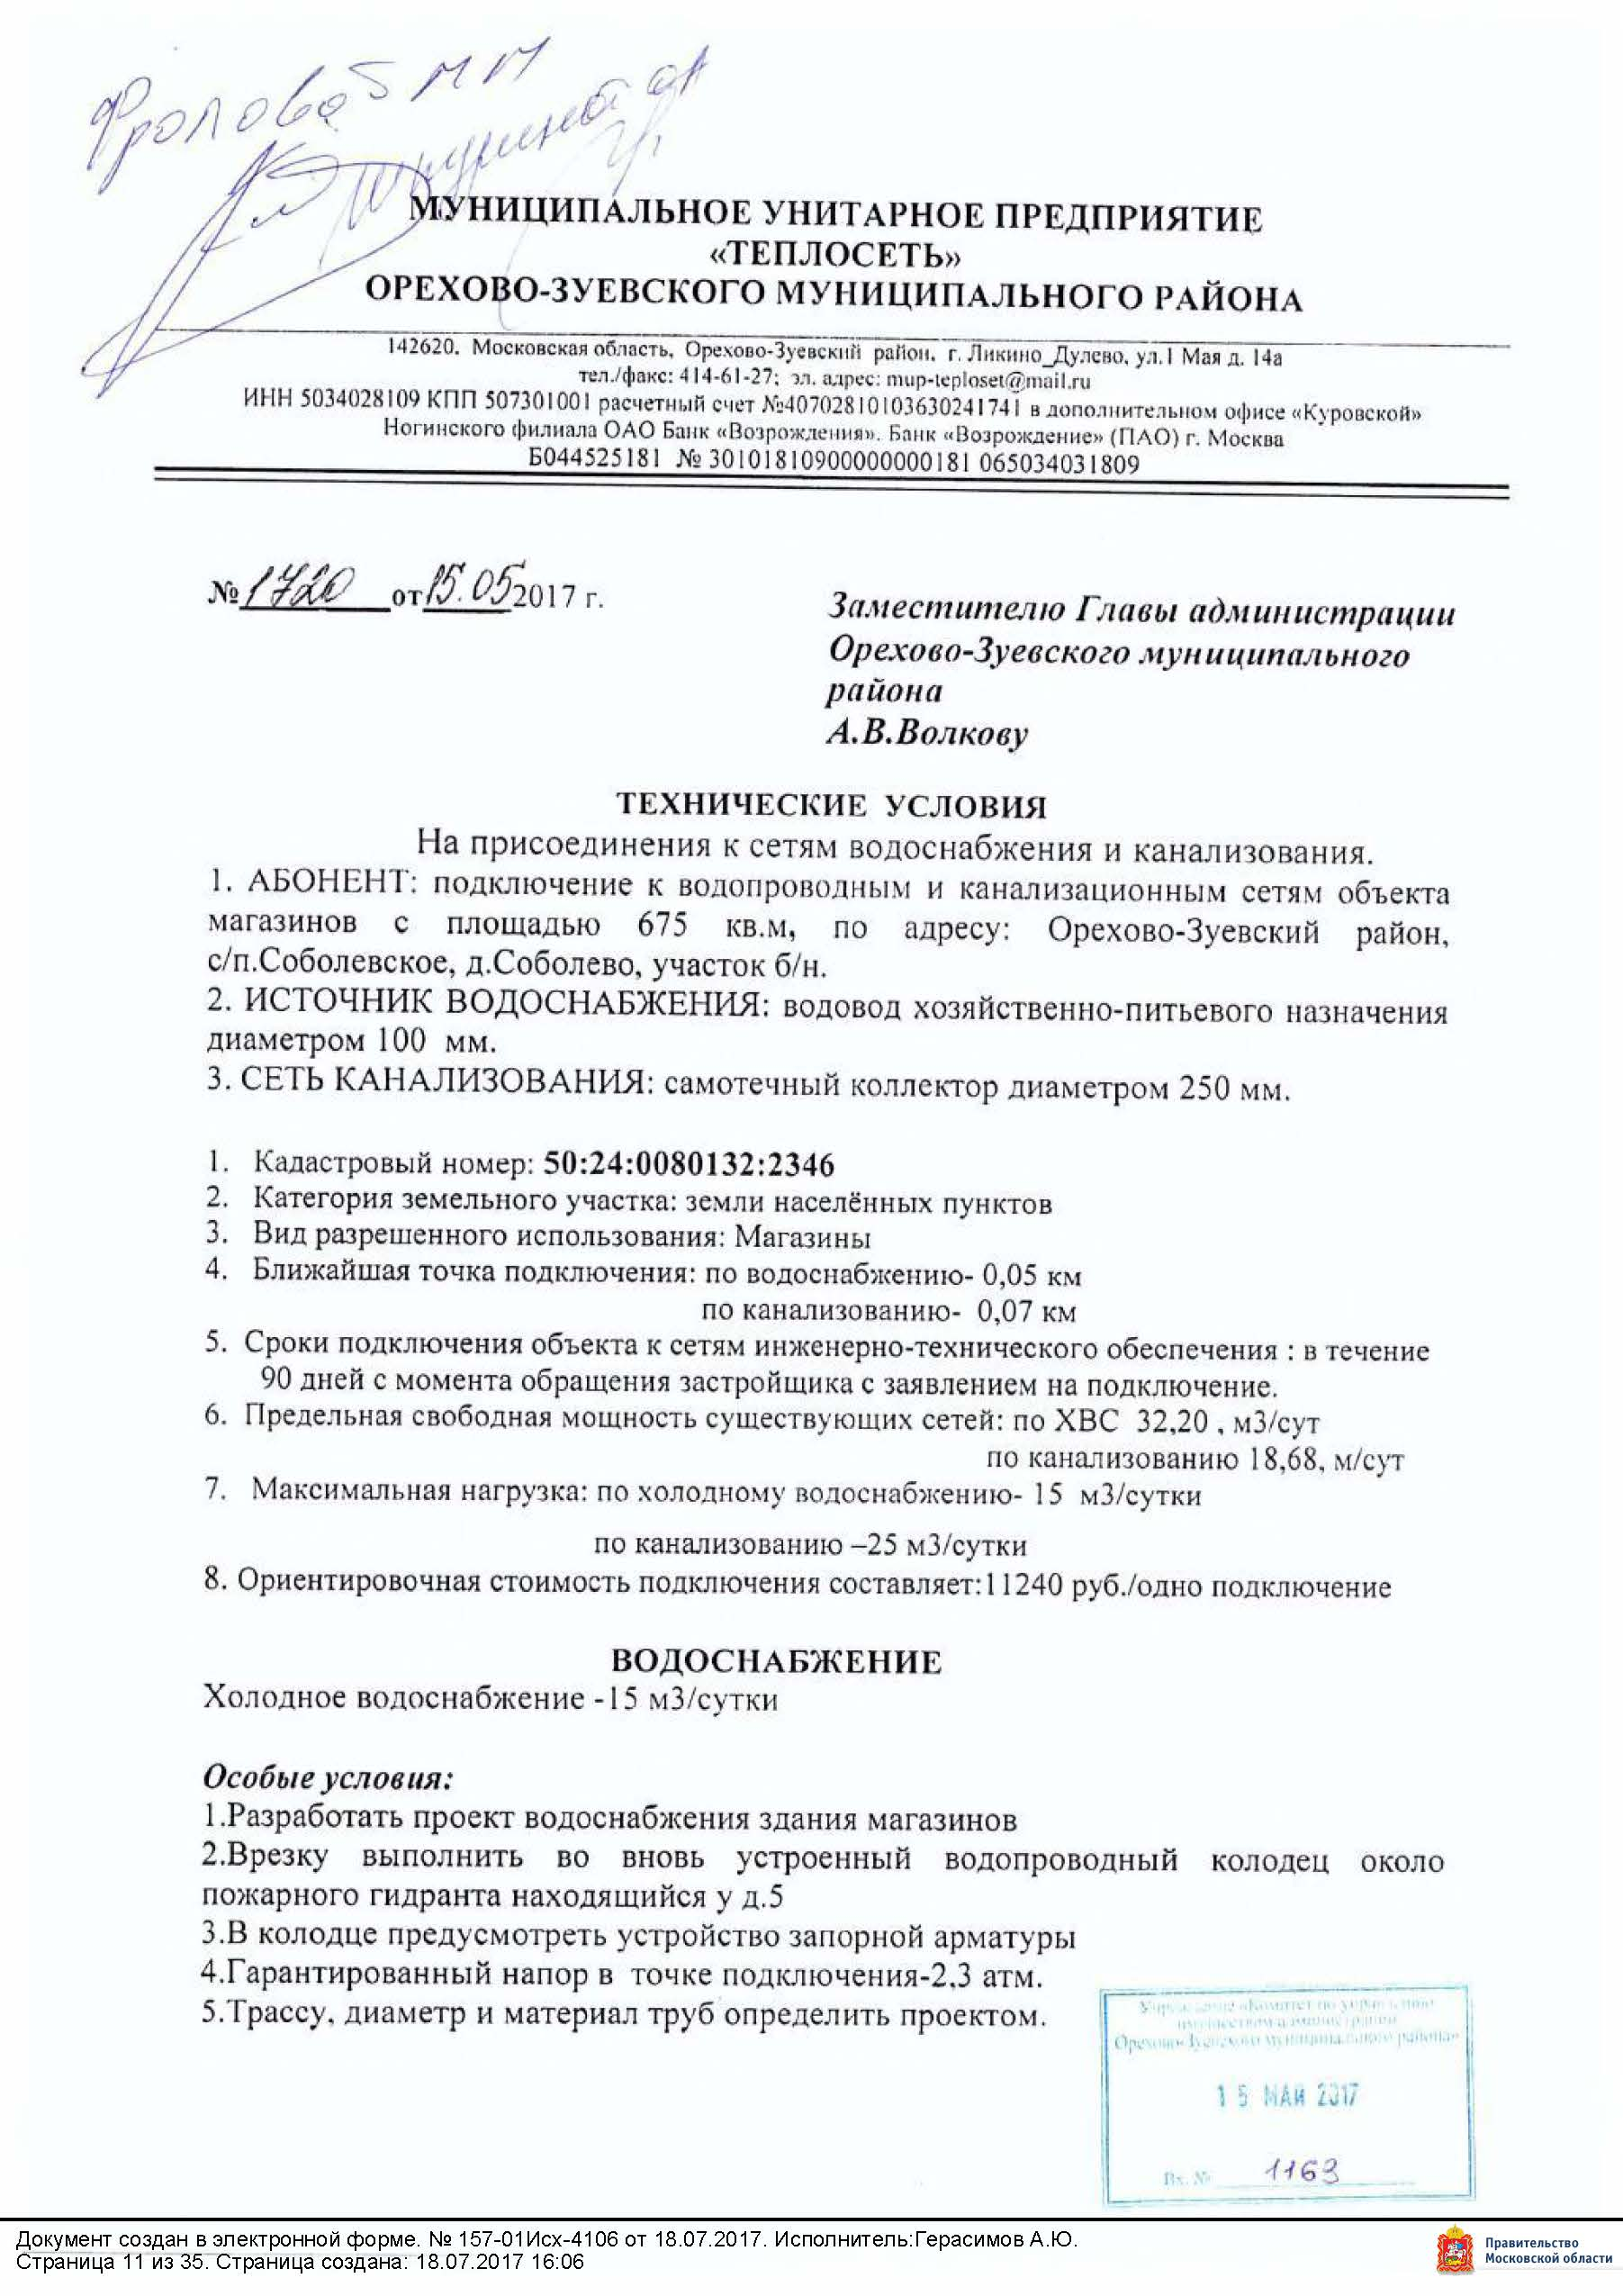 Фролова МП
МУНИЦИПАЛЬНОЕ УНИТАРНОЕ ПРЕДПРИЯТИЕ
«ТЕПЛОСЕТЬ»
ОРЕХОВО-ЗУЕВСКОГО МУНИЦИПАЛЬНОГО РАЙОНА
142620, Московская область, Орехово-Зуевский район, г. Ликино_Дулево, ул.1 Мая д. 14а
тел./факс: 414-61-27; эл. адрес: mup-teploset@mail.ru
ИНН 5034028109 КПП 507301001 расчетный счет №40702810103630241741 в дополнительном офисе «Куровской»
Ногинского филиала ОАО Банк «Возрождения». Банк «Возрождение» (ПАО) г. Москва
Б044525181 № 30101810900000000181 065034031809
№ 1720 от 15.05 2017 г.
Заместителю Главы администрации
Орехово-Зуевского муниципального
района
А.В.Волкову
ТЕХНИЧЕСКИЕ УСЛОВИЯ
На присоединения к сетям водоснабжения и канализования.
1. АБОНЕНТ: подключение к водопроводным и канализационным сетям объекта
магазинов с площадью 675 кв.м, по адресу: Орехово-Зуевский район,
с/п.Соболевское, д.Соболево, участок б/н.
2. ИСТОЧНИК ВОДОСНАБЖЕНИЯ: водовод хозяйственно-питьевого назначения
диаметром 100 мм.
3. СЕТЬ КАНАЛИЗОВАНИЯ: самотечный коллектор диаметром 250 мм.
1. Кадастровый номер: 50:24:0080132:2346
2. Категория земельного участка: земли населённых пунктов
3. Вид разрешенного использования: Магазины
4. Ближайшая точка подключения: по водоснабжению- 0,05 км
по канализованию- 0,07 км
5. Сроки подключения объекта к сетям инженерно-технического обеспечения : в течение
90 дней с момента обращения застройщика с заявлением на подключение.
6. Предельная свободная мощность существующих сетей: по ХВС 32,20 , м3/сут
по канализованию 18,68, м/сут
7. Максимальная нагрузка: по холодному водоснабжению- 15 м3/сутки
по канализованию –25 м3/сутки
8. Ориентировочная стоимость подключения составляет:11240 руб./одно подключение
ВОДОСНАБЖЕНИЕ
Холодное водоснабжение -15 м3/сутки
Особые условия:
1.Разработать проект водоснабжения здания магазинов
2.Врезку выполнить во вновь устроенный водопроводный колодец около
пожарного гидранта находящийся у д.5
3.В колодце предусмотреть устройство запорной арматуры
4.Гарантированный напор в точке подключения-2,3 атм.
5.Трассу, диаметр и материал труб определить проектом.
Учреждение «Комитет по управлению
имуществом администрации
Орехово-Зуевского муниципального района»
15 МАЙ 2017
Вх. № 1163
Документ создан в электронной форме. № 157-01Исх-4106 от 18.07.2017. Исполнитель:Герасимов А.Ю.
Страница 11 из 35. Страница создана: 18.07.2017 16:06
Правительство
Московской области